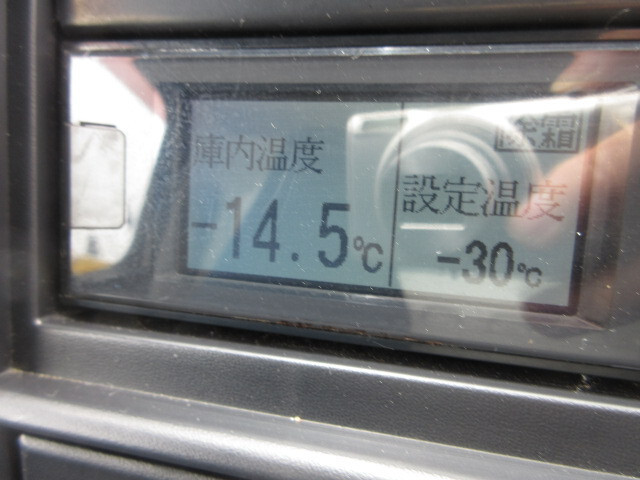 庫内温度
-14.5℃
除霜
設定温度
-30℃